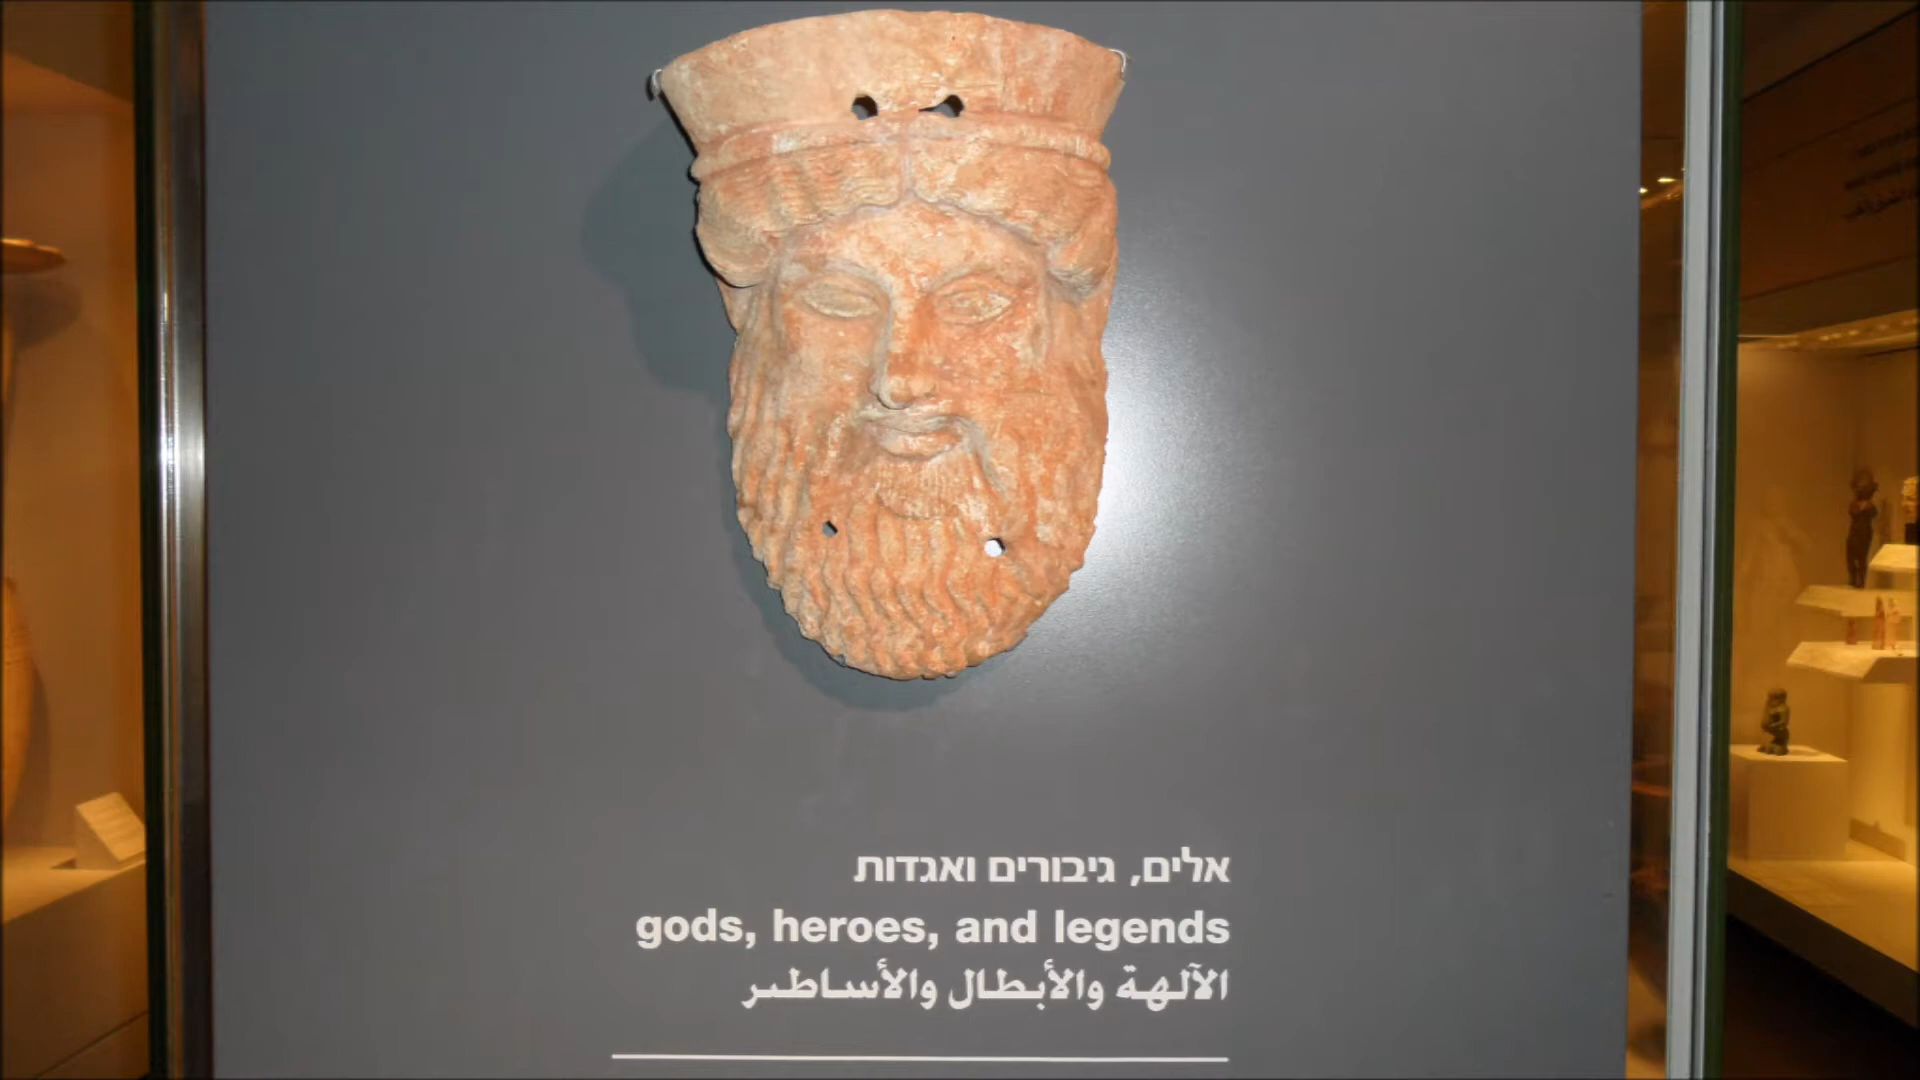 אלים, גיבורים ואגדות
gods, heroes, and legends
الآلهة والأبطال والأساطير